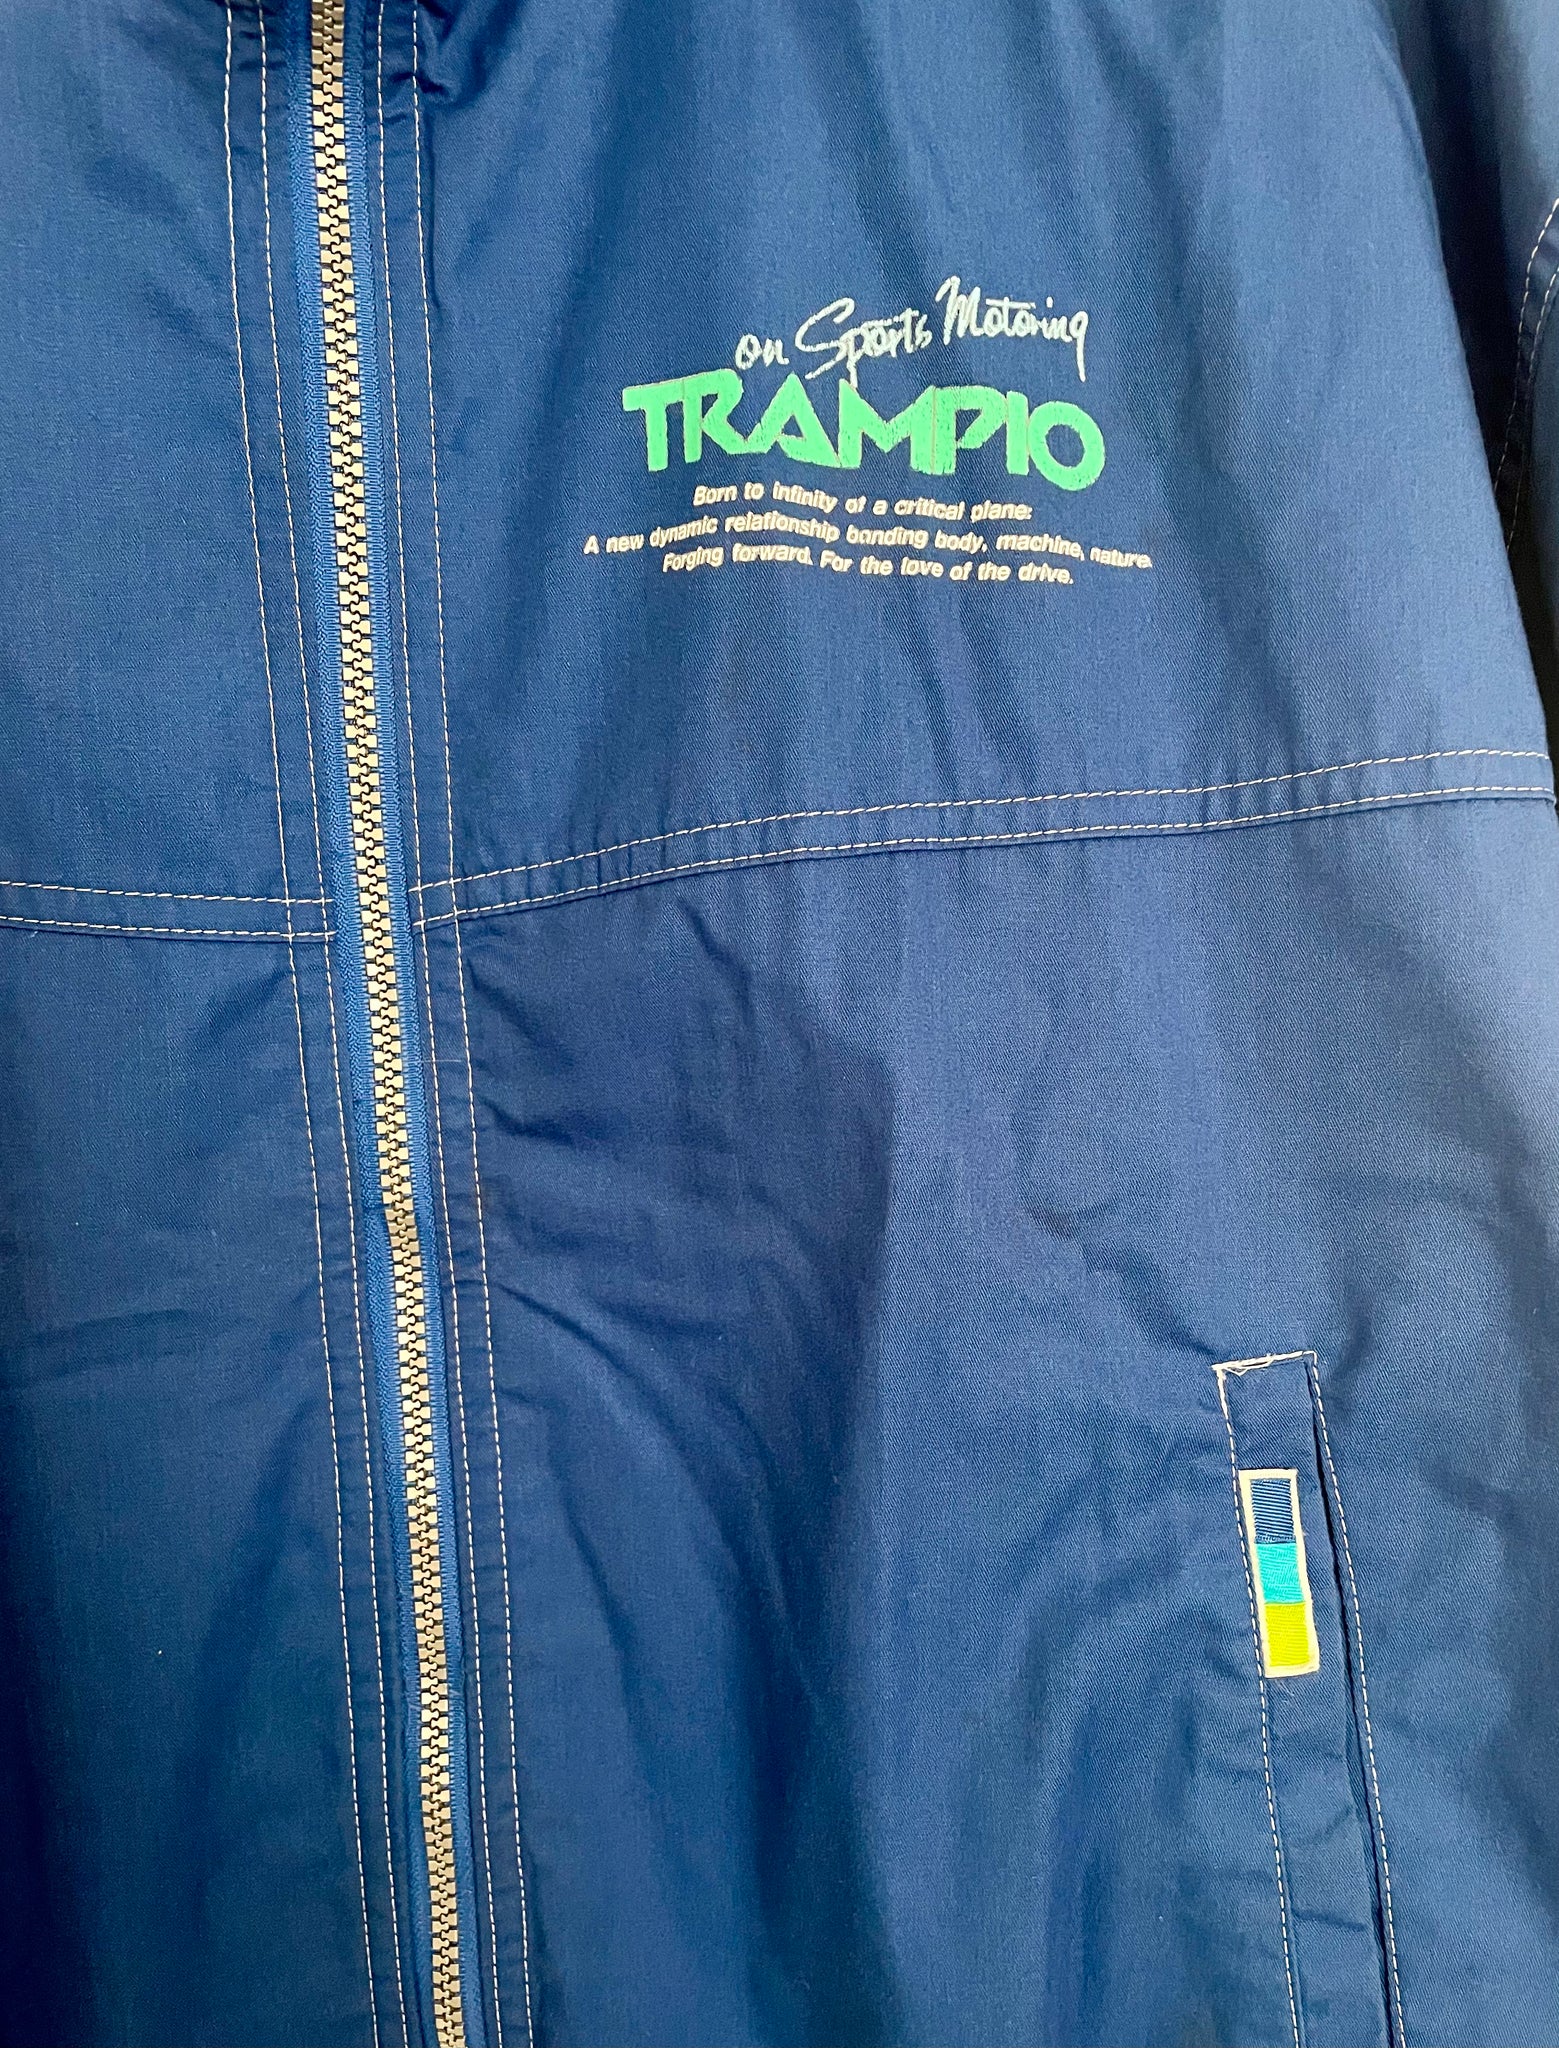 on Sports Motoring
TRAMPIO
Born to infinity of a critical plane:
A new dynamic relationship bonding body, machine, nature.
Forging forward. For the love of the drive.